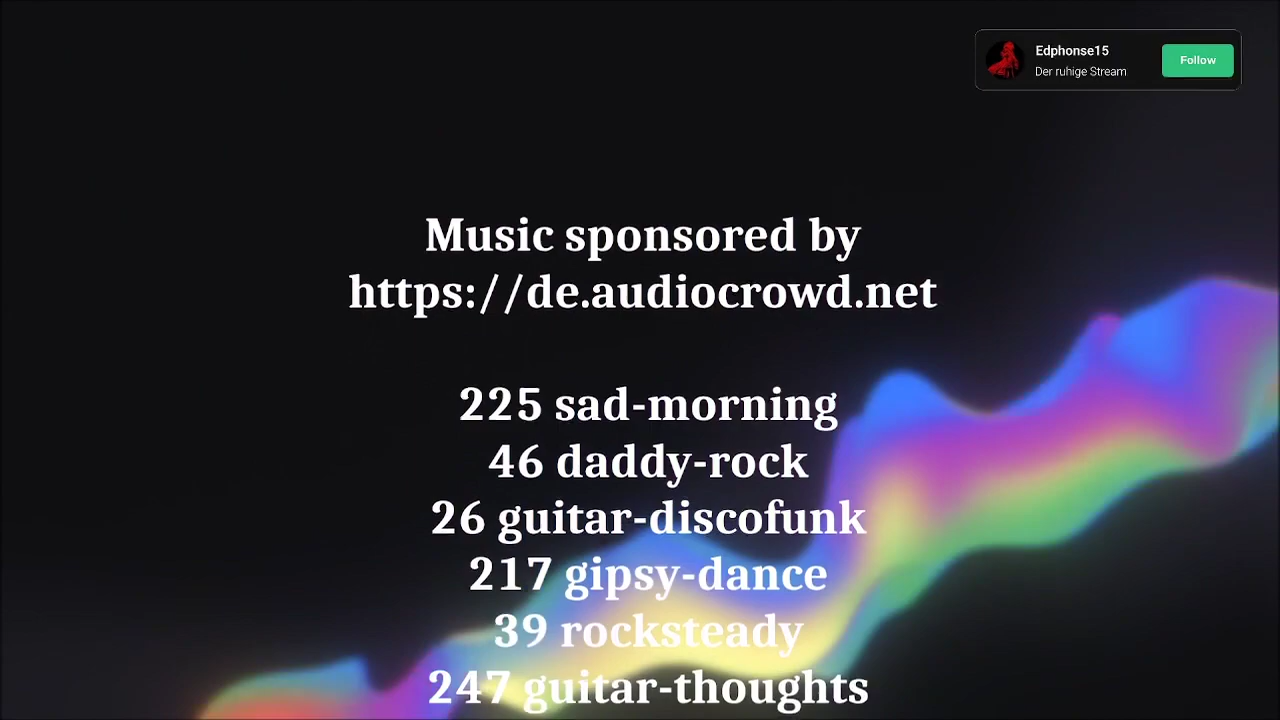 Edphonse15
Der ruhige Stream
Follow
Music sponsored by
https://de.audiocrowd.net
225 sad-morning
46 daddy-rock
26 guitar-discofunk
217 gipsy-dance
39 rocksteady
247 guitar-thoughts